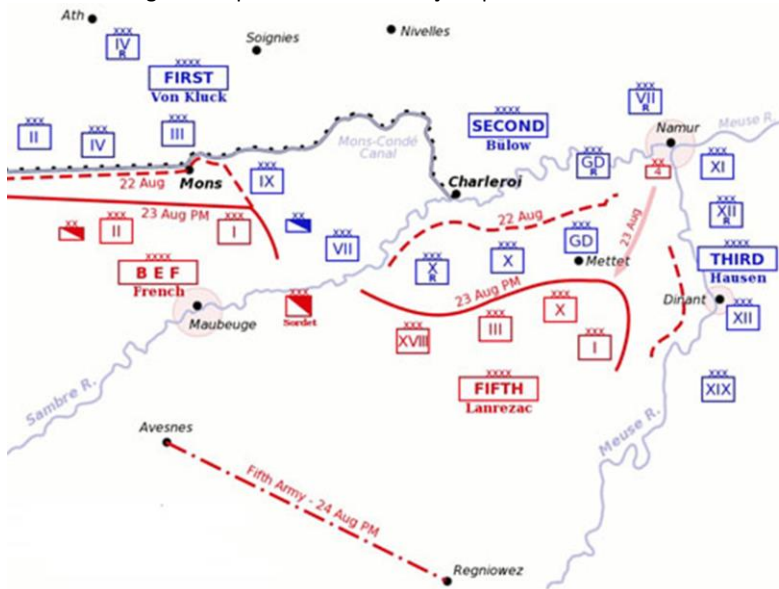 Ath
XXX
IV
R
Soignies
Nivelles
XXXX
FIRST
Von Kluck
XXX
II
XXX
IV
XXX
III
Mons-Condé
Canal
XXXX
SECOND
Bülow
XXX
VII
R
Namur
Meuse R.
XXX
GD
R
XX
4
XXX
XI
22 Aug
Mons
XXX
IX
Charleroi
XXX
XII
R
23 Aug PM
XX
XXX
II
XXX
I
XX
XXX
VII
22 Aug
XXX
GD
23 Aug
XXXX
THIRD
Hausen
XXXX
B E F
French
XXX
X
R
XXX
X
Mettet
Maubeuge
XXX
Sordet
23 Aug PM
XXX
XVIII
XXX
III
XXX
X
XXX
I
Dinant
XXX
XII
XXXX
FIFTH
Lanrezac
XXX
XIX
Sambre R.
Meuse R.
Avesnes
Fifth Army - 24 Aug PM
Regniowez